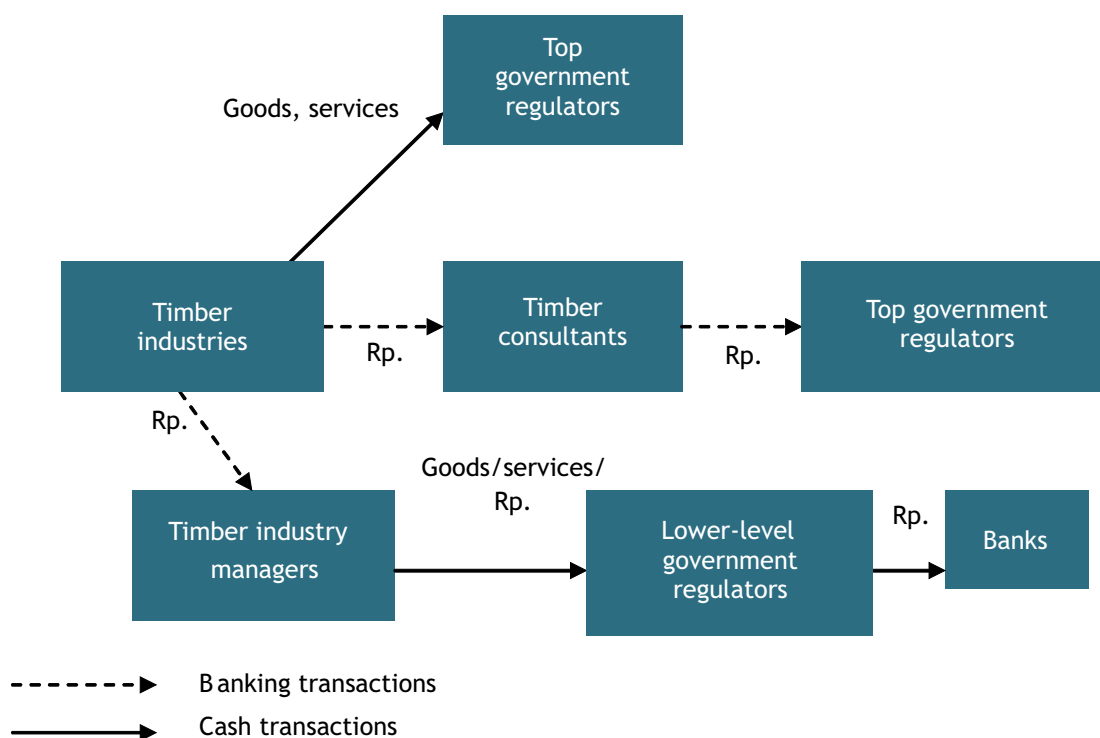 Top
government
regulators
Goods, services
Timber
industries
Rp.
Timber
consultants
Rp.
Top government
regulators
Rp.
Timber industry
managers
Goods/services/
Rp.
Lower-level
government
regulators
Rp.
Banks
Banking transactions
Cash transactions